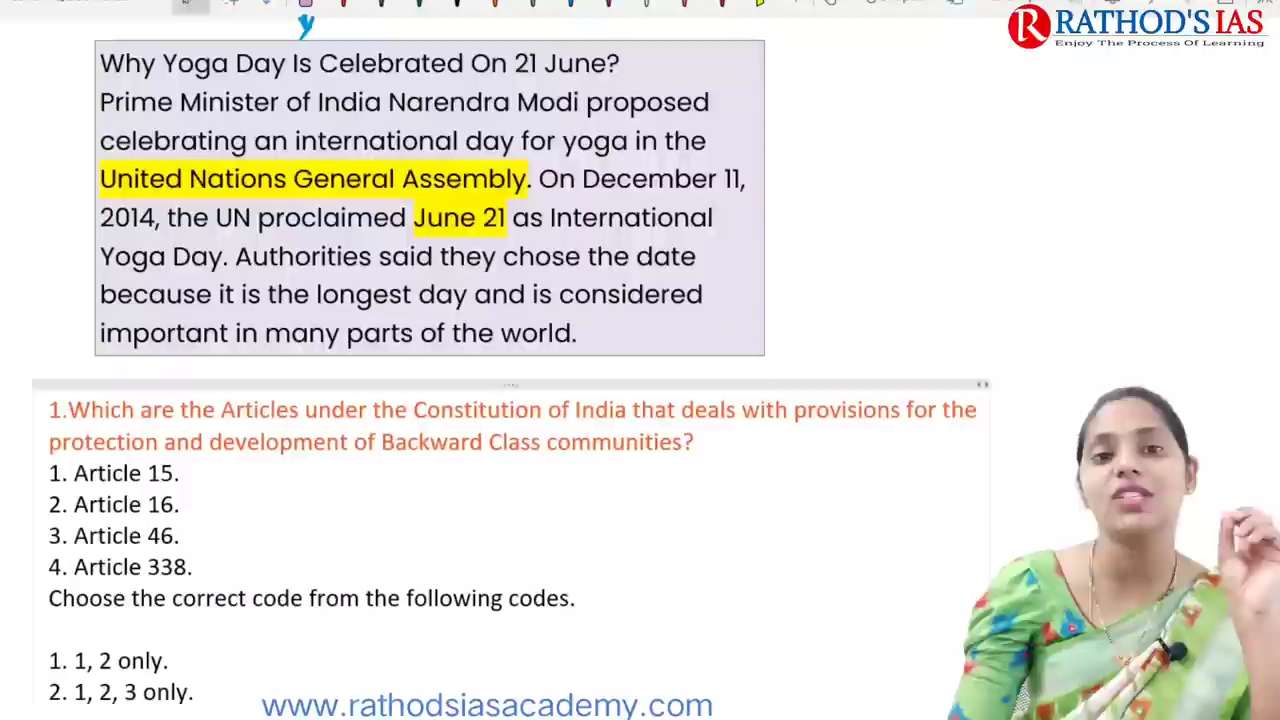 RATHOD'S IAS
Enjoy The Process Of Learning
Why Yoga Day Is Celebrated On 21 June?
Prime Minister of India Narendra Modi proposed
celebrating an international day for yoga in the
United Nations General Assembly. On December 11,
2014, the UN proclaimed June 21 as International
Yoga Day. Authorities said they chose the date
because it is the longest day and is considered
important in many parts of the world.
1.Which are the Articles under the Constitution of India that deals with provisions for the
protection and development of Backward Class communities?
1. Article 15.
2. Article 16.
3. Article 46.
4. Article 338.
Choose the correct code from the following codes.
1. 1, 2 only.
2. 1, 2, 3 only.
www.rathodsiasacademy.com